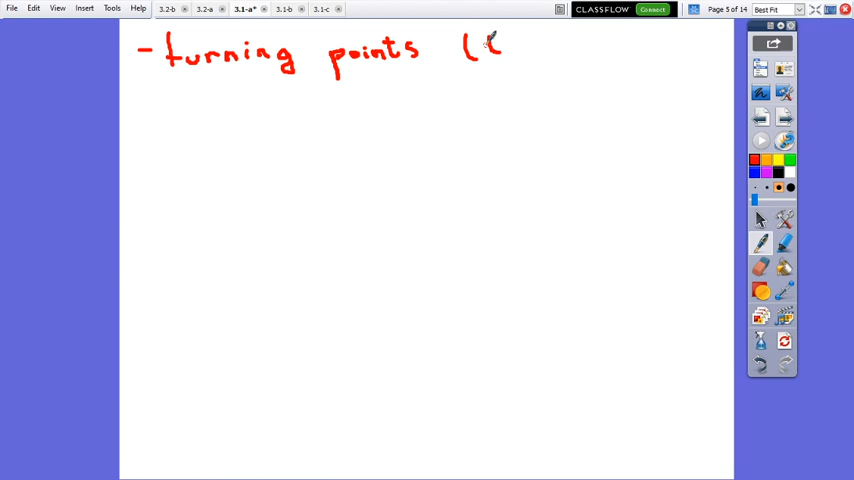 File Edit View Insert Tools Help 3.2-b 3.2-a 3.1-a* 3.1-b 3.1-c CLASSFLOW Connect Page 5 of 14 Best Fit
- turning points ((